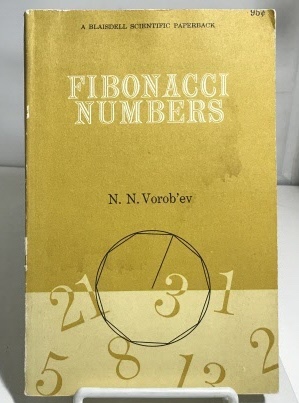 95¢
A BLAISDELL SCIENTIFIC PAPERBACK
FIBONACCI
NUMBERS
N. N. Vorob'ev
21 3 1
5 8 13 2